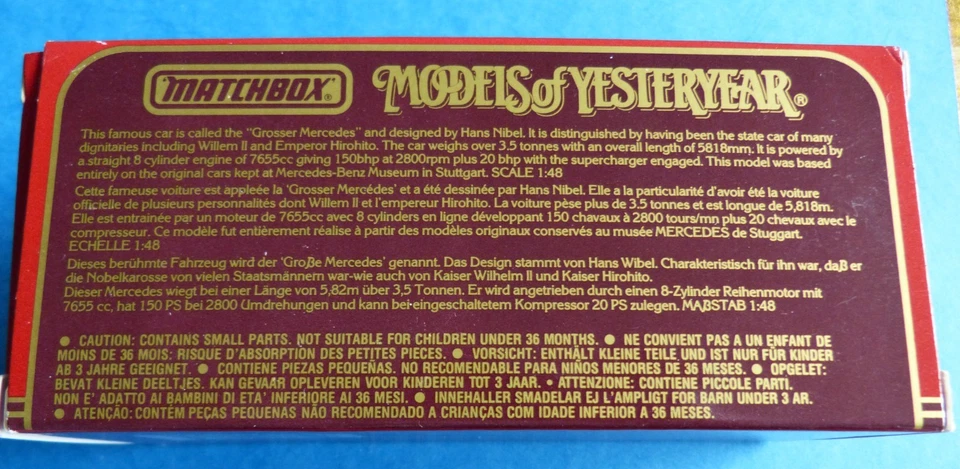 MATCHBOX®
MODELS of YESTERYEAR®
This famous car is called the "Grosser Mercedes" and designed by Hans Nibel. It is distinguished by having been the state car of many
dignitaries including Willem II and Emperor Hirohito. The car weighs over 3.5 tonnes with an overall length of 5818mm. It is powered by
a straight 8 cylinder engine of 7655cc giving 150bhp at 2800rpm plus 20 bhp with the supercharger engaged. This model was based
entirely on the original cars kept at Mercedes-Benz Museum in Stuttgart. SCALE 1:48
Cette fameuse voiture est appleée la 'Grosser Mercédes' et a été dessinée par Hans Nibel. Elle a la particularité d'avoir été la voiture
officielle de plusieurs personnalités dont Willem II et l'empereur Hirohito. La voiture pèse plus de 3,5 tonnes et est longue de 5,818m.
Elle est entrainée par un moteur de 7655cc avec 8 cylinders en ligne développant 150 chavaux à 2800 tours/mn plus 20 chevaux avec le
compresseur. Ce modèle fut entièrement réalise à partir des modèles originaux conservés au musée MERCEDES de Stuggart.
ECHELLE 1:48
Dieses berühmte Fahrzeug wird der 'Große Mercedes' genannt. Das Design stammt von Hans Wibel. Charakteristisch für ihn war, daß er
die Nobelkarosse von vielen Staatsmännern war-wie auch von Kaiser Wilhelm II und Kaiser Hirohito.
Dieser Mercedes wiegt bei einer Länge von 5,82m über 3,5 Tonnen. Er wird angetrieben durch einen 8-Zylinder Reihenmotor mit
7655 cc, hat 150 PS bei 2800 Umdrehungen und kann bei eingeschaltetem Kompressor 20 PS zulegen. MAßSTAB 1:48
● CAUTION: CONTAINS SMALL PARTS. NOT SUITABLE FOR CHILDREN UNDER 36 MONTHS. ● NE CONVIENT PAS A UN ENFANT DE
MOINS DE 36 MOIS: RISQUE D'ABSORPTION DES PETITES PIECES. ● VORSICHT: ENTHÄLT KLEINE TEILE UND IST NUR FÜR KINDER
AB 3 JAHRE GEEIGNET. ● CONTIENE PIEZAS PEQUEÑAS. NO RECOMENDABLE PARA NIÑOS MENORES DE 36 MESES. ● OPGELET:
BEVAT KLEINE DEELTJES. KAN GEVAAR OPLEVEREN VOOR KINDEREN TOT 3 JAAR. • ATTENZIONE: CONTIENE PICCOLE PARTI.
NON E' ADATTO AI BAMBINI DI ETA' INFERIORE AI 36 MESI. ● INNEHALLER SMADELAR EJ L'AMPLIGT FOR BARN UNDER 3 AR.
● ATENÇÃO: CONTÉM PEÇAS PEQUENAS NÃO RECOMENDADO A CRIANÇAS COM IDADE INFERIOR A 36 MESES.